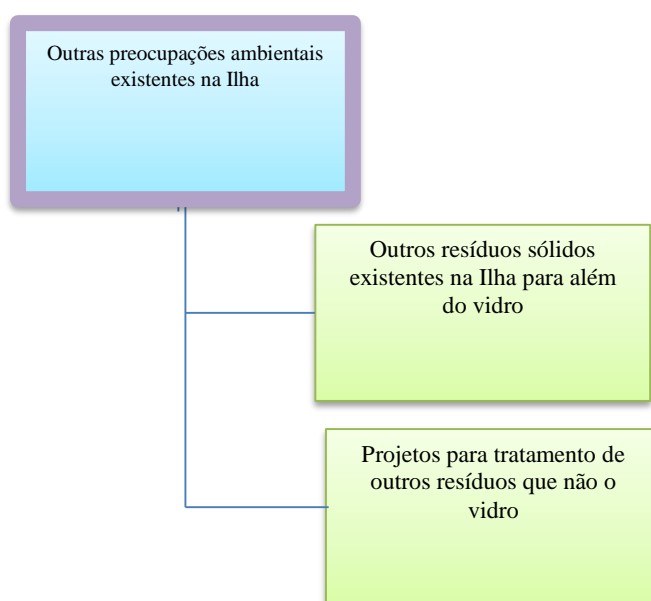 Outras preocupações ambientais
existentes na Ilha
Outros resíduos sólidos
existentes na Ilha para além
do vidro
Projetos para tratamento de
outros resíduos que não o
vidro